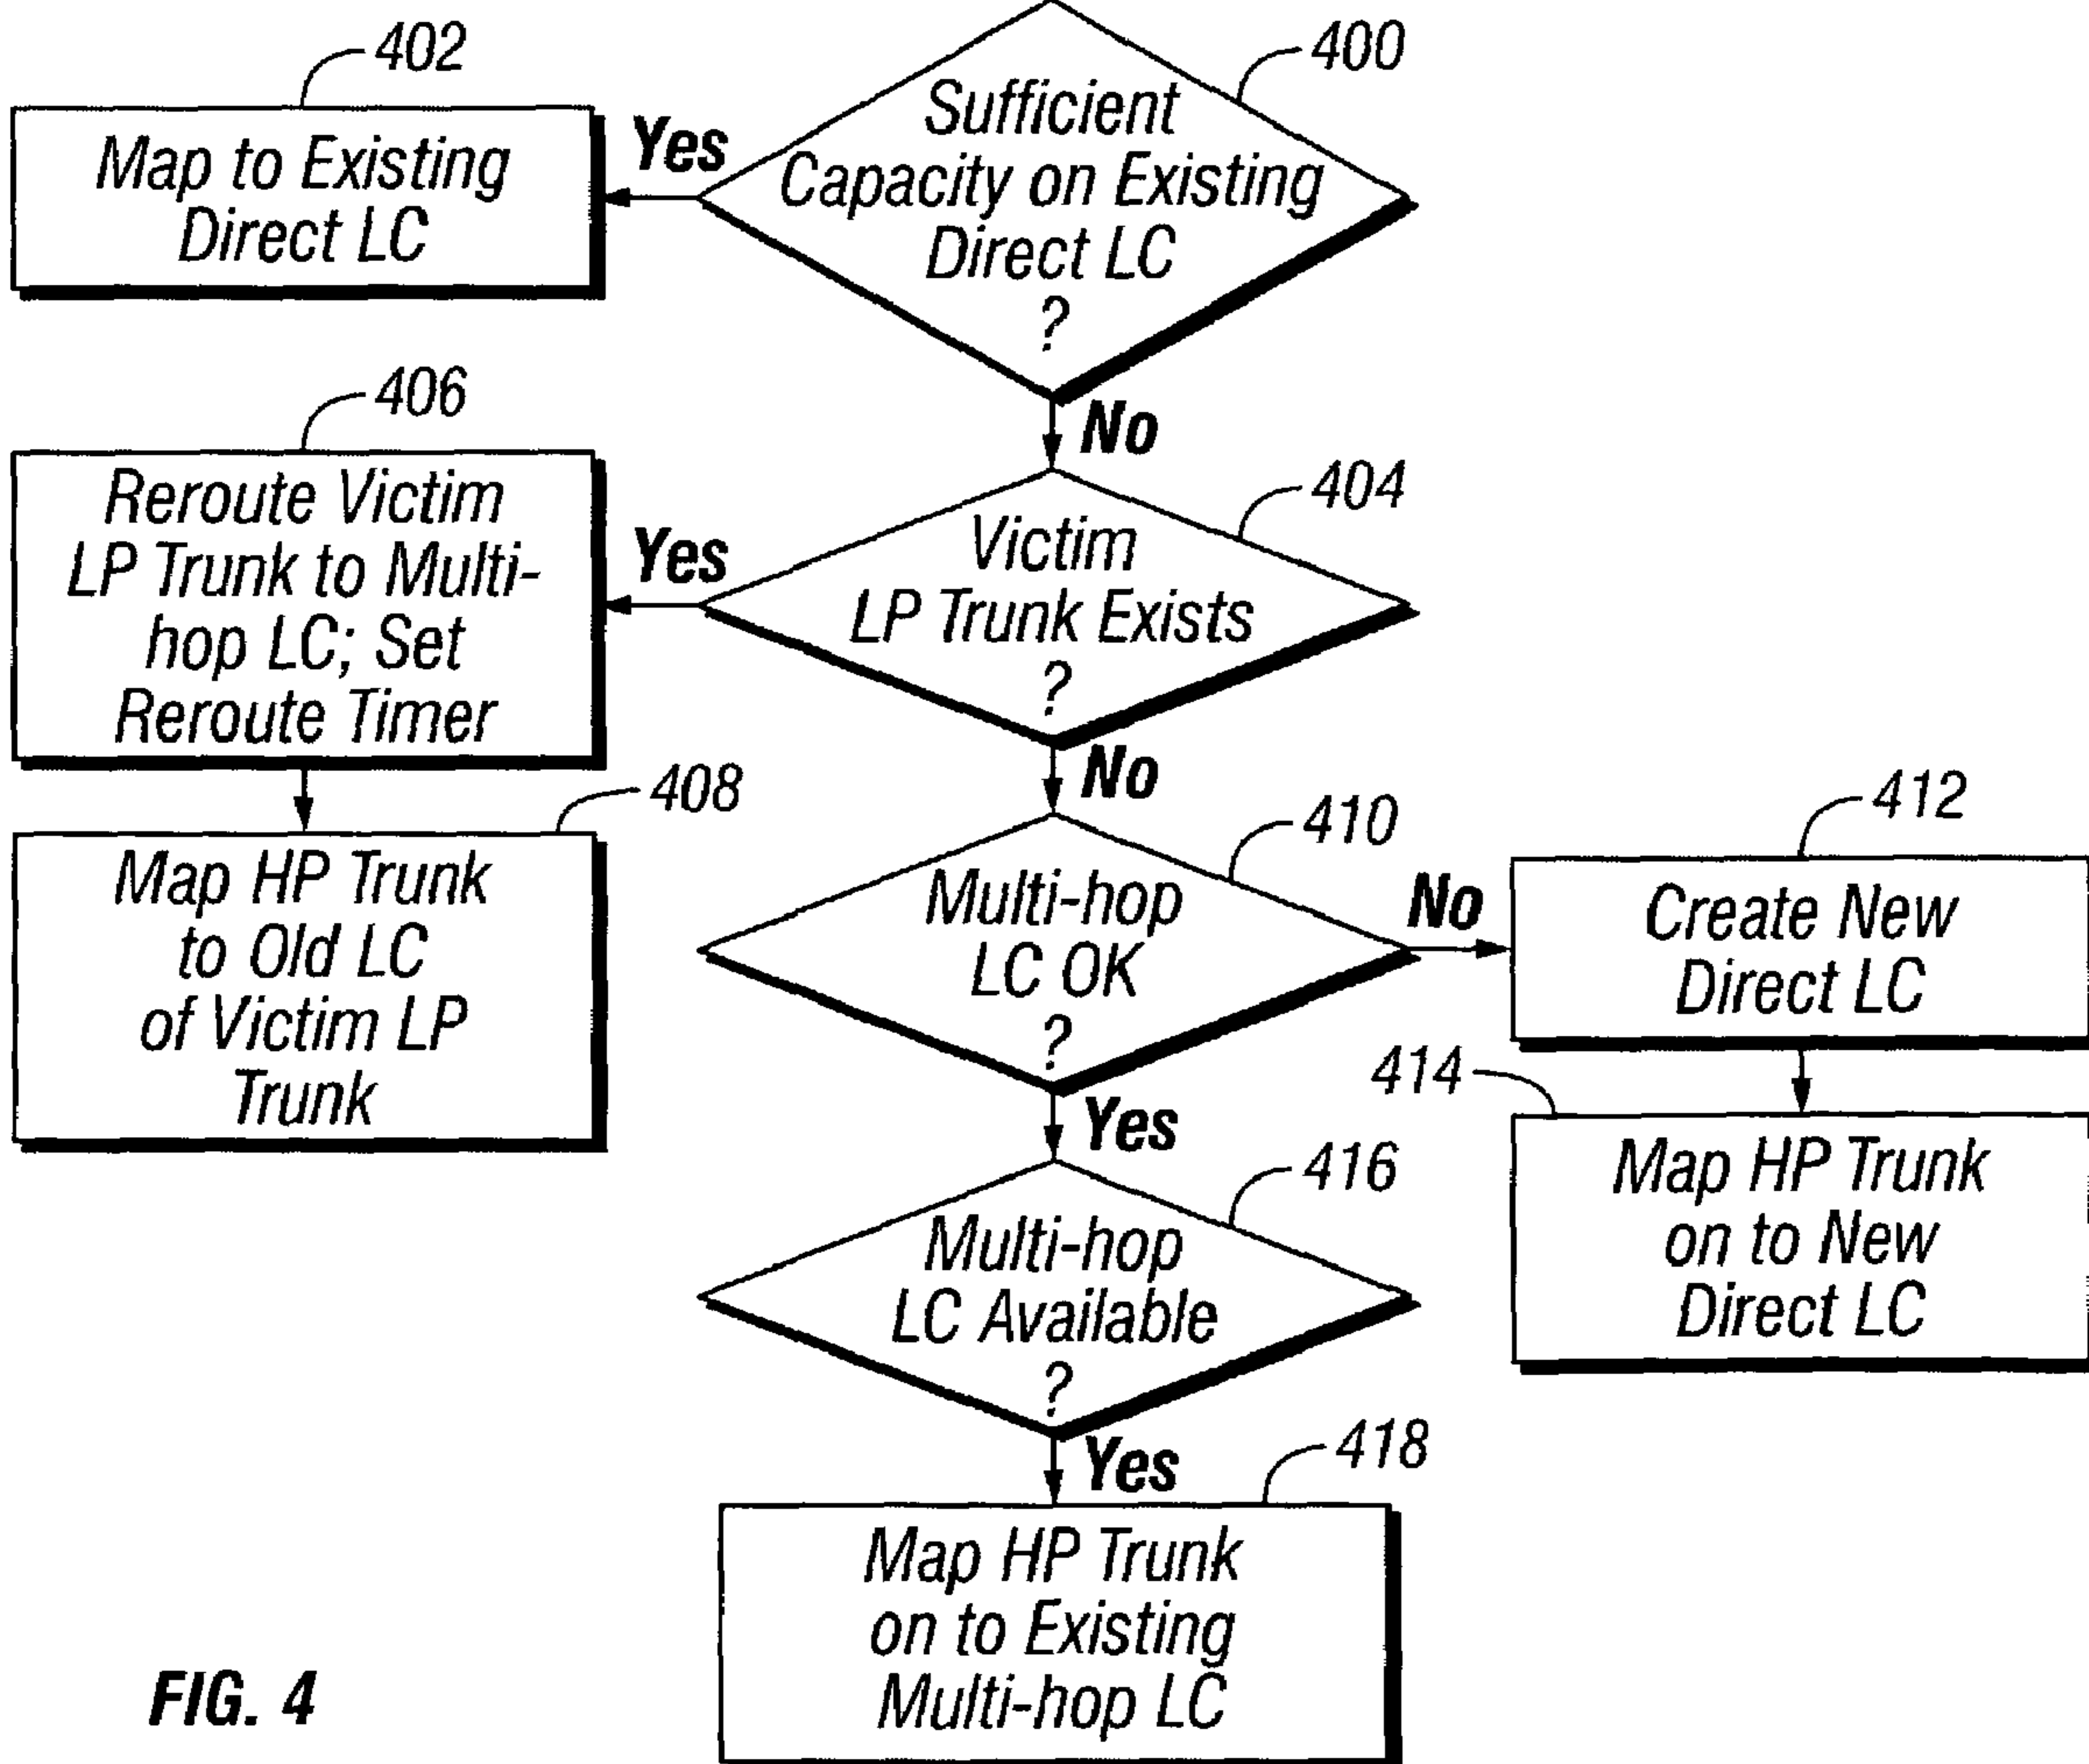 402
400
Map to Existing
Direct LC
Yes
Sufficient
Capacity on Existing
Direct LC
?
No
406
404
Reroute Victim
LP Trunk to Multi-
hop LC; Set
Reroute Timer
Yes
Victim
LP Trunk Exists
?
No
408
410
412
Map HP Trunk
to Old LC
of Victim LP
Trunk
Multi-hop
LC OK
?
No
Create New
Direct LC
414
Yes
416
Map HP Trunk
on to New
Direct LC
Multi-hop
LC Available
?
Yes
418
Map HP Trunk
on to Existing
Multi-hop LC
FIG. 4